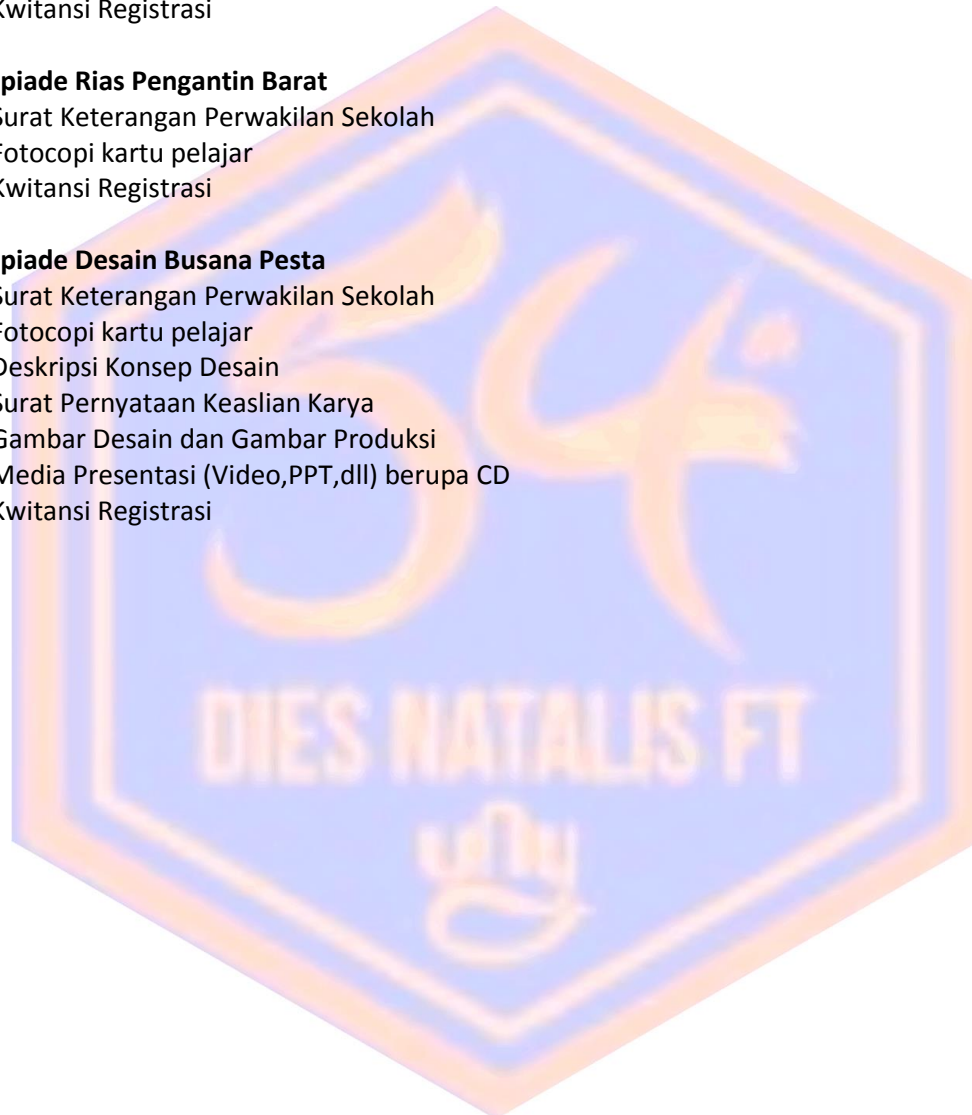 Kwitansi Registrasi
piade Rias Pengantin Barat
Surat Keterangan Perwakilan Sekolah
Fotocopi kartu pelajar
Kwitansi Registrasi
piade Desain Busana Pesta
Surat Keterangan Perwakilan Sekolah
Fotocopi kartu pelajar
Deskripsi Konsep Desain
Surat Pernyataan Keaslian Karya
Gambar Desain dan Gambar Produksi
Media Presentasi (Video,PPT,dll) berupa CD
Kwitansi Registrasi
54
DIES NATALIS FT
uny